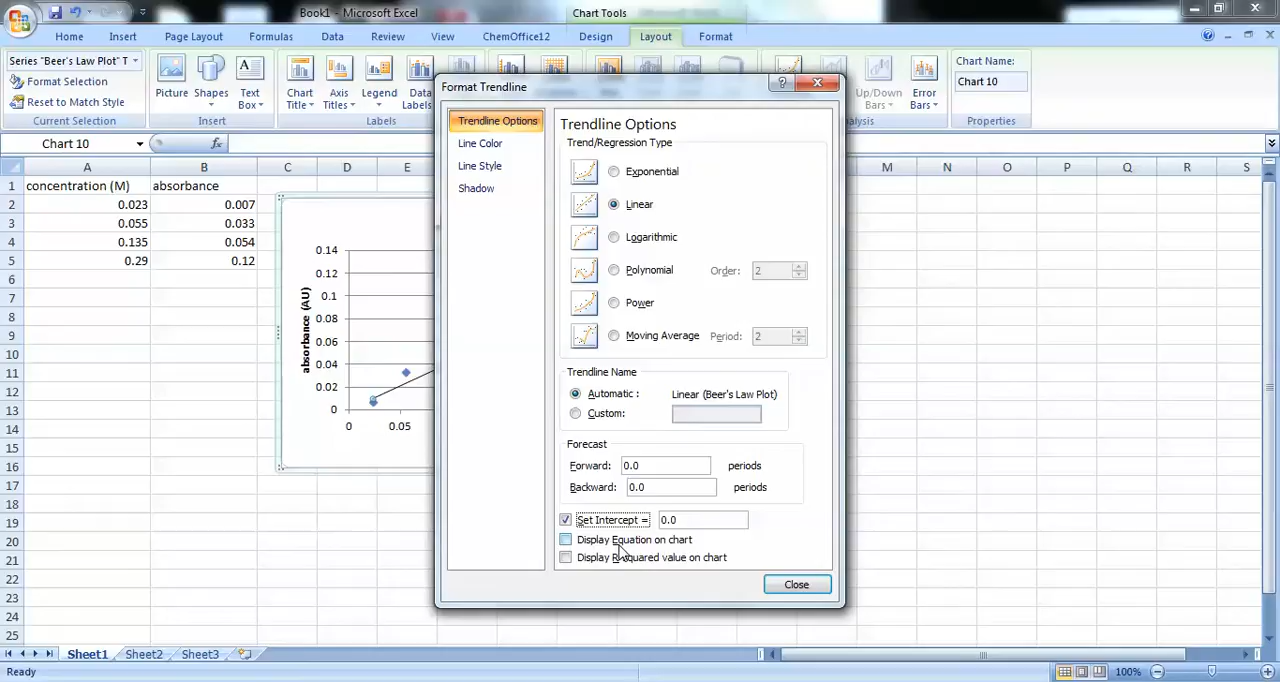 Book1 - Microsoft Excel
Chart Tools
Home Insert Page Layout Formulas Data Review View ChemOffice12 Design Layout Format
Series "Beer's Law Plot" T
Format Selection
Reset to Match Style
Current Selection
Picture Shapes Text Box
Insert
Chart Title Axis Titles Legend Data Labels
Labels
Up/Down Bars Error Bars
Chart Name:
Chart 10
Properties
Chart 10
fx
A B C D E M N O P Q R S
1 concentration (M) absorbance
2 0.023 0.007
3 0.055 0.033
4 0.135 0.054
5 0.29 0.12
6
7
8
9
10
11
12
13
14
15
16
17
18
19
20
21
22
23
24
25
absorbance (AU)
0.14
0.12
0.1
0.08
0.06
0.04
0.02
0
0 0.05
Format Trendline
?
Trendline Options
Line Color
Line Style
Shadow
Trendline Options
Trend/Regression Type
Exponential
Linear
Logarithmic
Polynomial Order: 2
Power
Moving Average Period: 2
Trendline Name
Automatic : Linear (Beer's Law Plot)
Custom:
Forecast
Forward: 0.0 periods
Backward: 0.0 periods
Set Intercept = 0.0
Display Equation on chart
Display R-squared value on chart
Close
Sheet1 Sheet2 Sheet3
Ready
100%